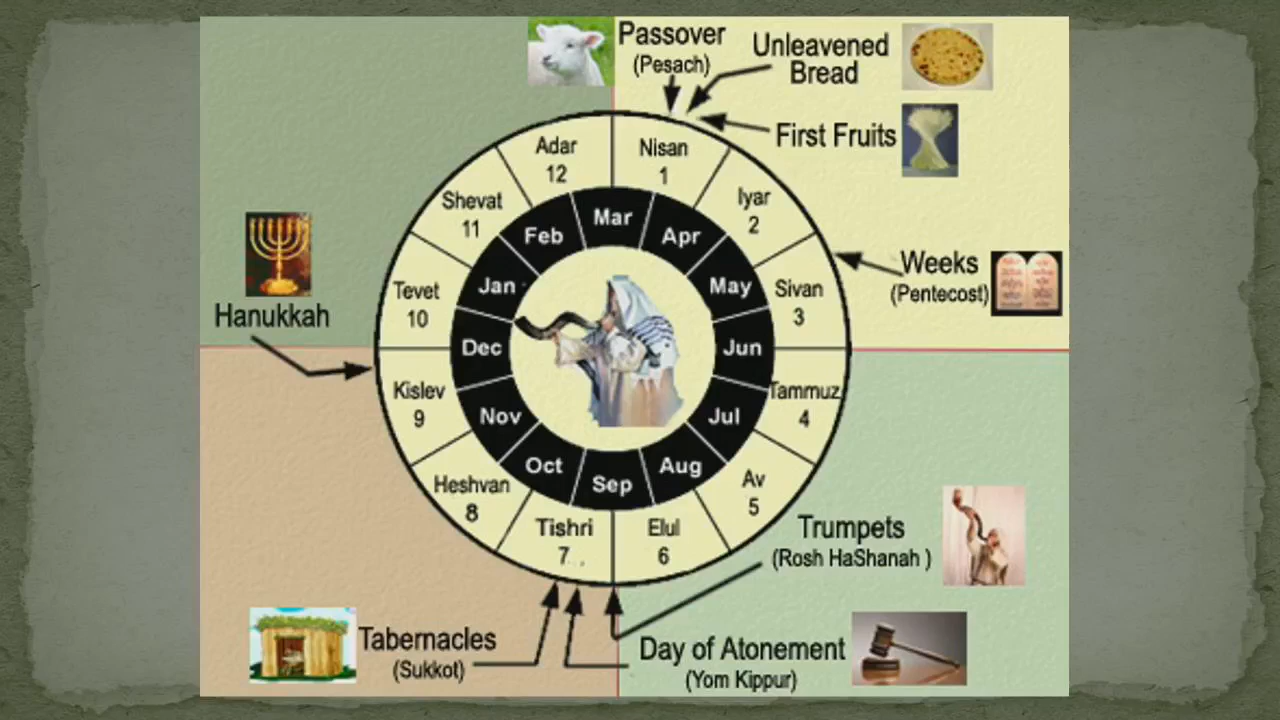 Passover
(Pesach)
Unleavened
Bread
First Fruits
Weeks
(Pentecost)
Trumpets
(Rosh HaShanah )
Day of Atonement
(Yom Kippur)
Tabernacles
(Sukkot)
Hanukkah
Nisan
1
Iyar
2
Sivan
3
Tammuz
4
Av
5
Elul
6
Tishri
7
Heshvan
8
Kislev
9
Tevet
10
Shevat
11
Adar
12
Mar
Apr
May
Jun
Jul
Aug
Sep
Oct
Nov
Dec
Jan
Feb